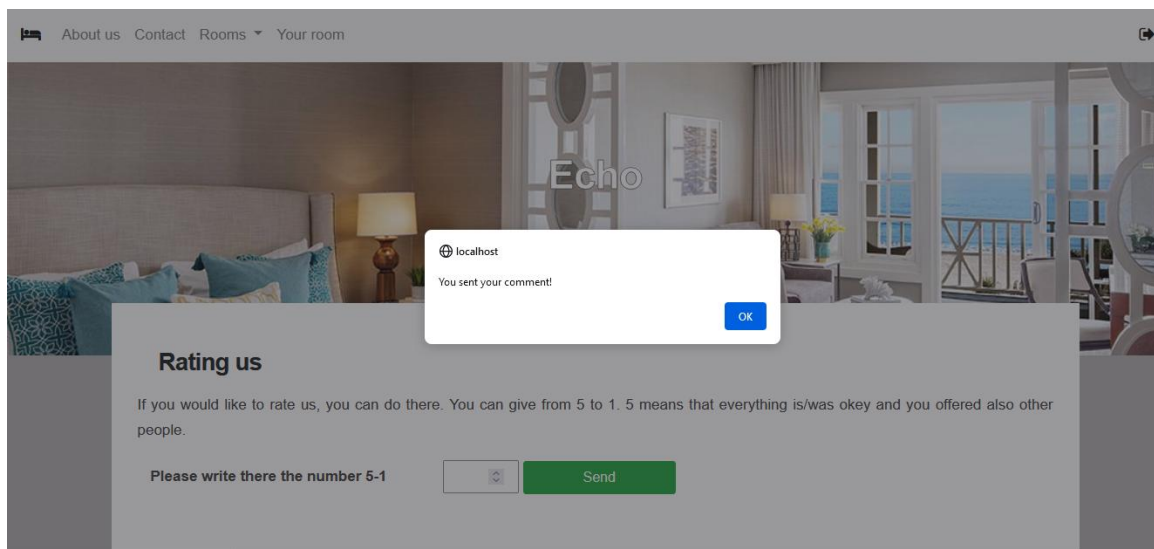 About us Contact Rooms Your room
Echo
localhost
You sent your comment!
OK
Rating us
If you would like to rate us, you can do there. You can give from 5 to 1. 5 means that everything is/was okey and you offered also other
people.
Please write there the number 5-1
Send